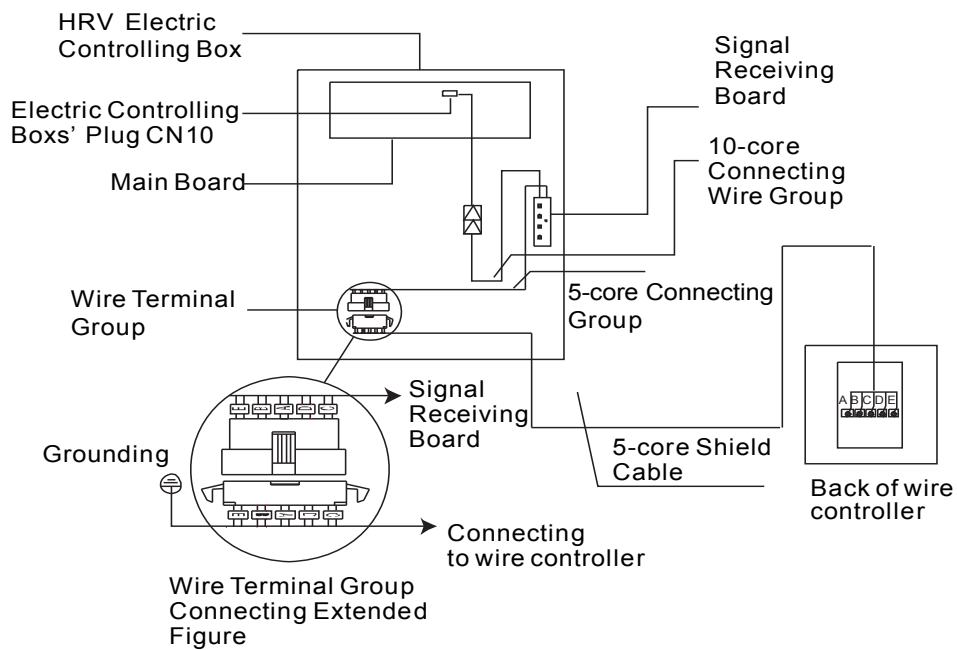 HRV Electric
Controlling Box
Signal
Receiving
Board
Electric Controlling
Boxs' Plug CN10
10-core
Connecting
Wire Group
Main Board
Wire Terminal
Group
5-core Connecting
Group
A B C D E
Signal
Receiving
Board
Grounding
5-core Shield
Cable
Back of wire
controller
Connecting
to wire controller
Wire Terminal Group
Connecting Extended
Figure